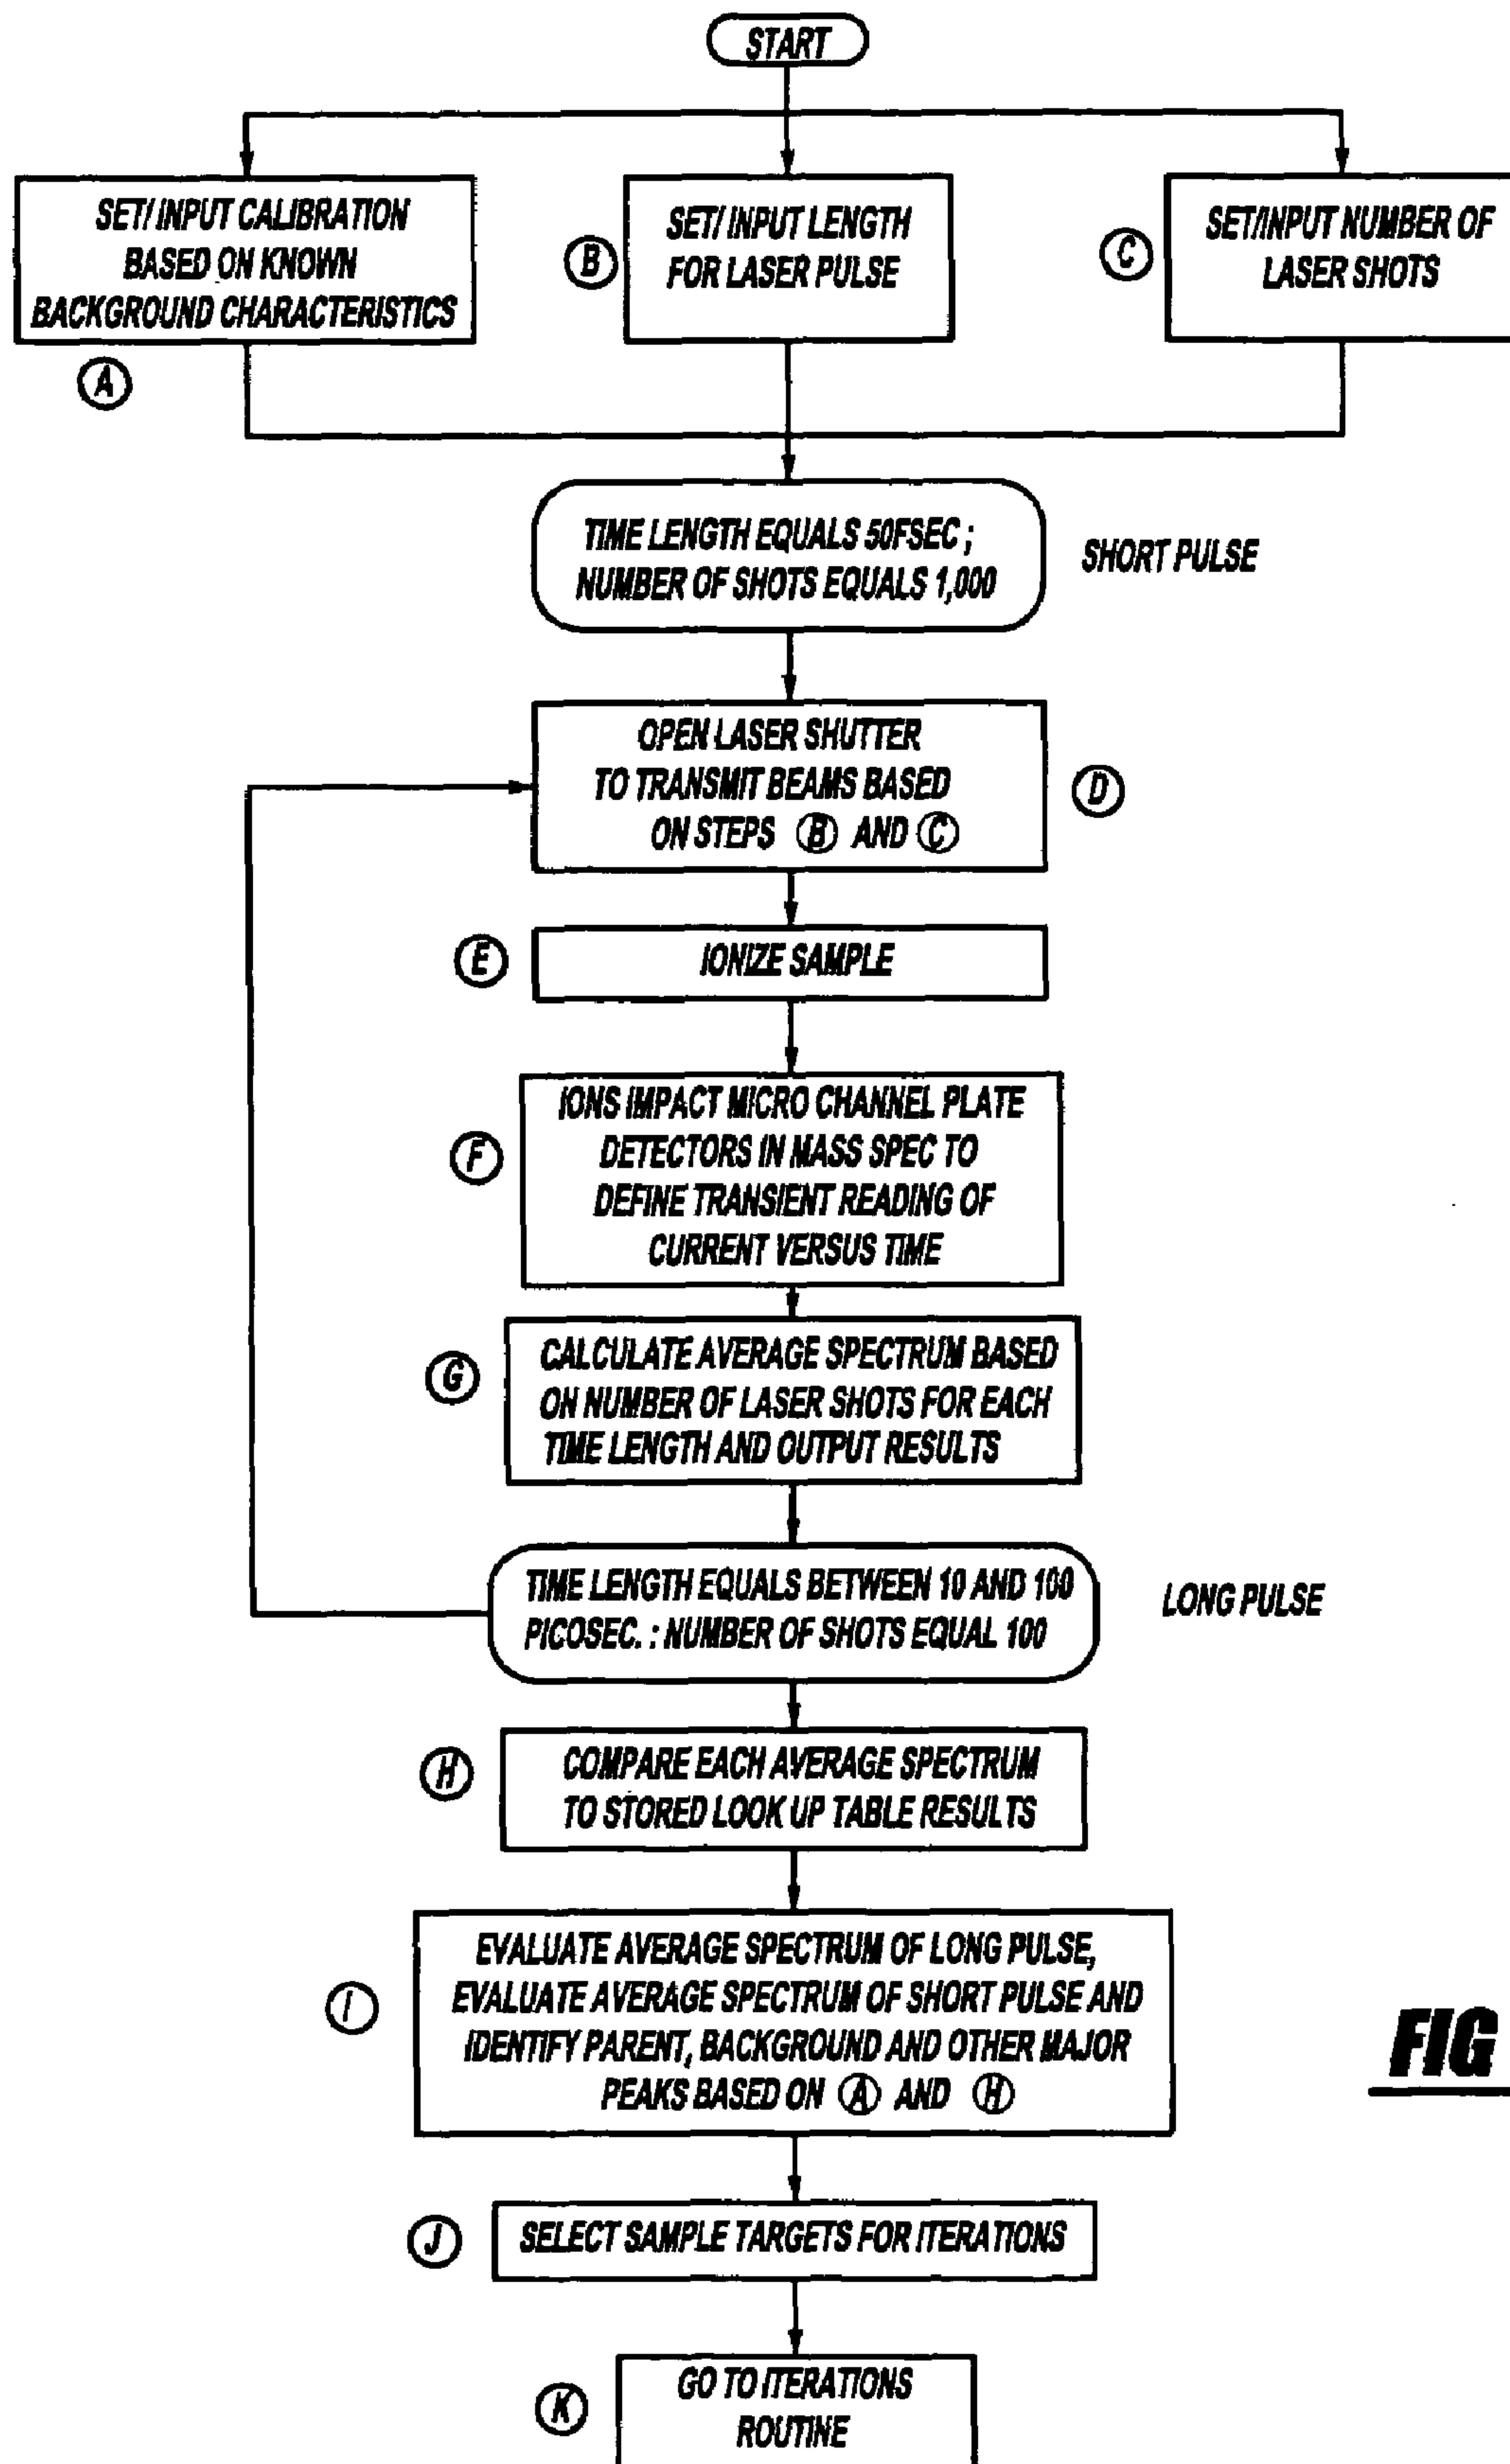 START
SET/ INPUT CALIBRATION
BASED ON KNOWN
BACKGROUND CHARACTERISTICS
A
B
SET/ INPUT LENGTH
FOR LASER PULSE
C
SET/INPUT NUMBER OF
LASER SHOTS
TIME LENGTH EQUALS 50FSEC ;
NUMBER OF SHOTS EQUALS 1,000
SHORT PULSE
OPEN LASER SHUTTER
TO TRANSMIT BEAMS BASED
ON STEPS B AND C
D
E
IONIZE SAMPLE
F
IONS IMPACT MICRO CHANNEL PLATE
DETECTORS IN MASS SPEC TO
DEFINE TRANSIENT READING OF
CURRENT VERSUS TIME
G
CALCULATE AVERAGE SPECTRUM BASED
ON NUMBER OF LASER SHOTS FOR EACH
TIME LENGTH AND OUTPUT RESULTS
TIME LENGTH EQUALS BETWEEN 10 AND 100
PICOSEC. : NUMBER OF SHOTS EQUAL 100
LONG PULSE
H
COMPARE EACH AVERAGE SPECTRUM
TO STORED LOOK UP TABLE RESULTS
I
EVALUATE AVERAGE SPECTRUM OF LONG PULSE,
EVALUATE AVERAGE SPECTRUM OF SHORT PULSE AND
IDENTIFY PARENT, BACKGROUND AND OTHER MAJOR
PEAKS BASED ON A AND H
FIG
J
SELECT SAMPLE TARGETS FOR ITERATIONS
K
GO TO ITERATIONS
ROUTINE